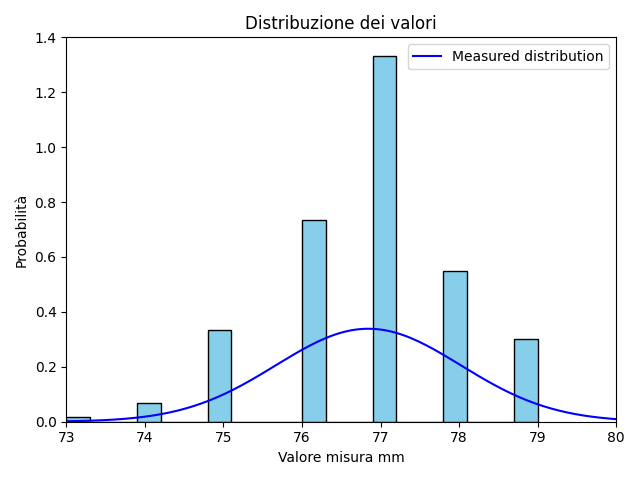 Distribuzione dei valori
Measured distribution
1.4
1.2
1.0
0.8
0.6
0.4
0.2
0.0
Probabilità
73 74 75 76 77 78 79 80
Valore misura mm